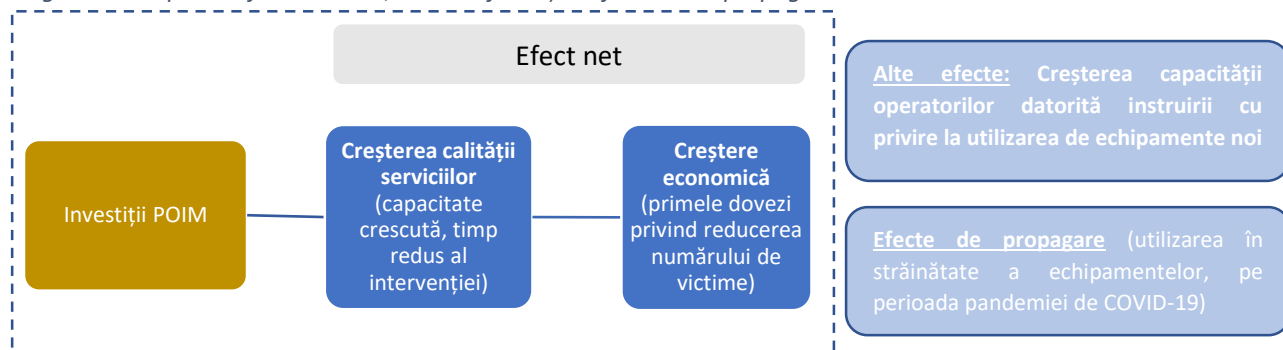 Efect net
Investiții POIM
Creșterea calității
serviciilor
(capacitate
crescută, timp
redus al
intervenției)
Creștere
economică
(primele dovezi
privind reducerea
numărului de
victime)
Alte efecte: Creșterea capacității
operatorilor datorită instruirii cu
privire la utilizarea de echipamente noi
Efecte de propagare (utilizarea în
străinătate a echipamentelor, pe
perioada pandemiei de COVID-19)